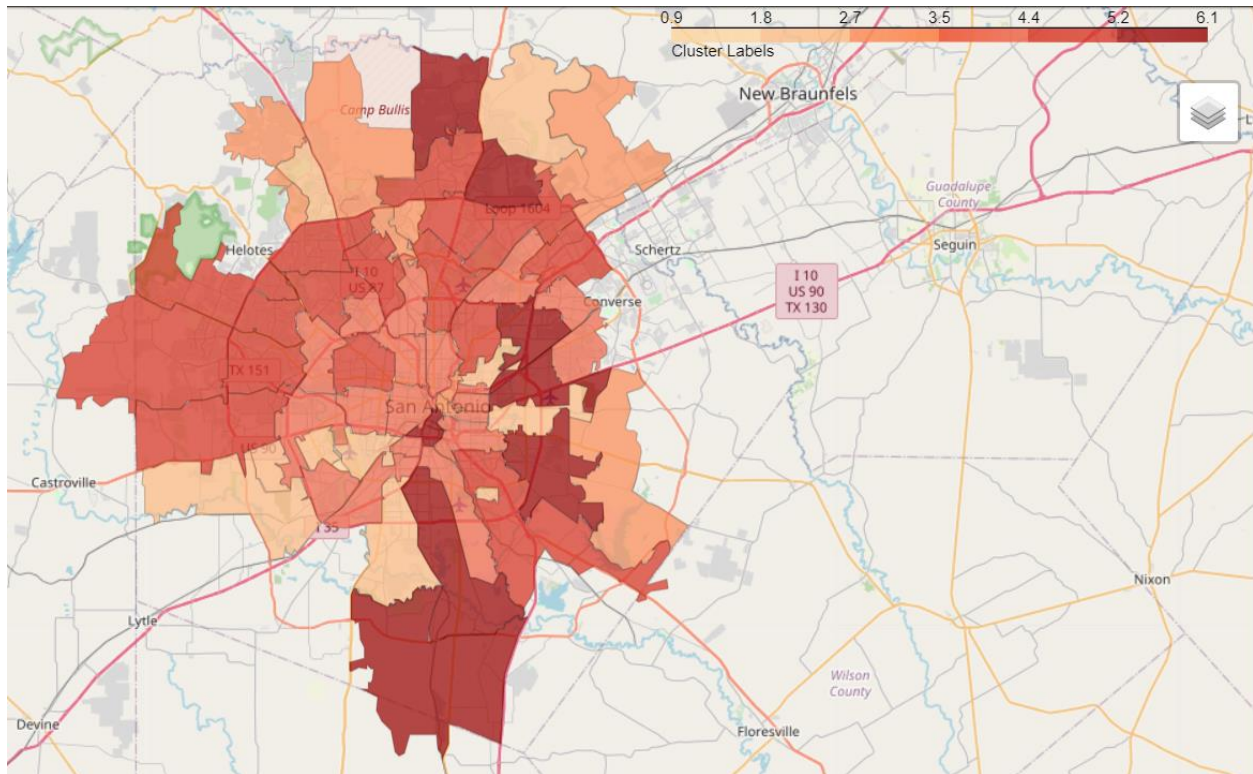 0.9 1.8 2.7 3.5 4.4 5.2 6.1
Cluster Labels
New Braunfels
Camp Bullis
Guadalupe
County
Loop 1604
Helotes
Schertz
Seguin
I 10
US 87
I 10
US 90
TX 130
Converse
TX 151
San Antonio
US 90
Castroville
I 35
Nixon
Lytle
Wilson
County
Devine
Floresville